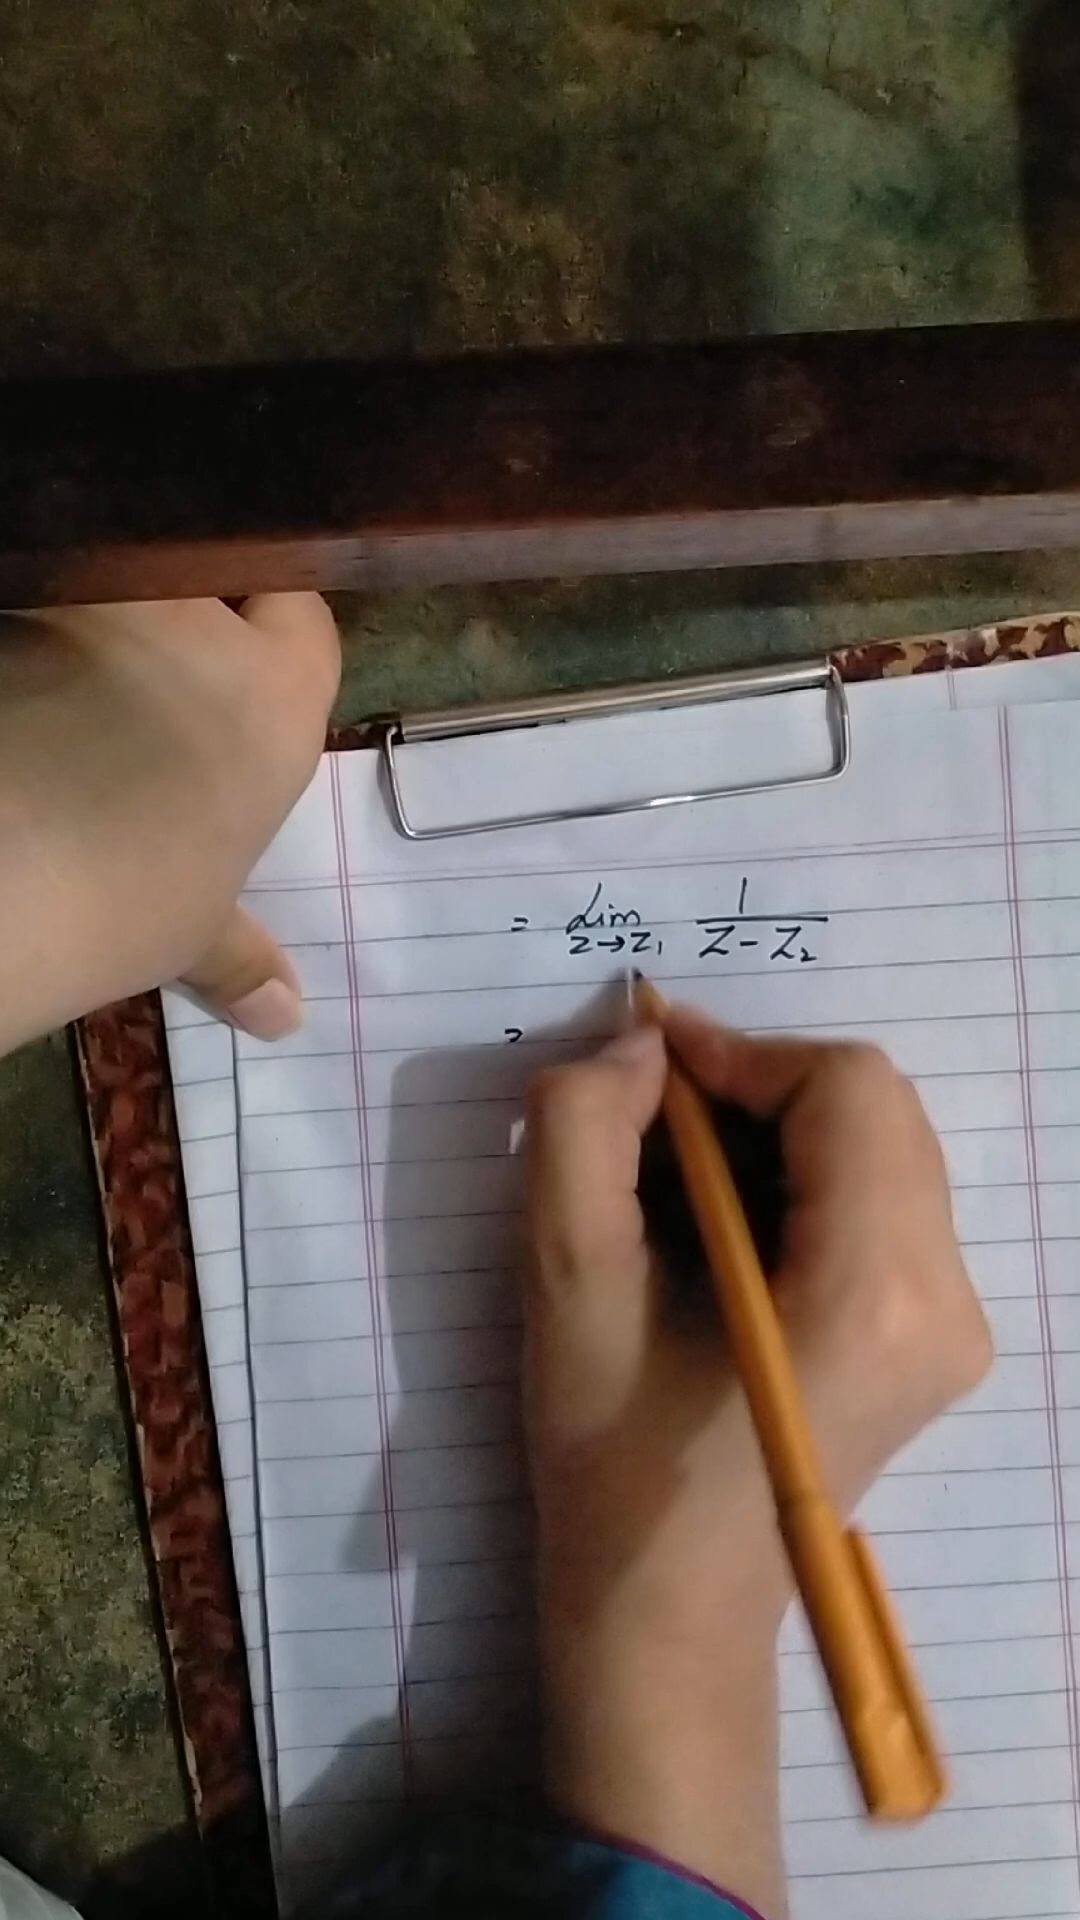 = Lim z→z₁ 1/(z - z₂)
=